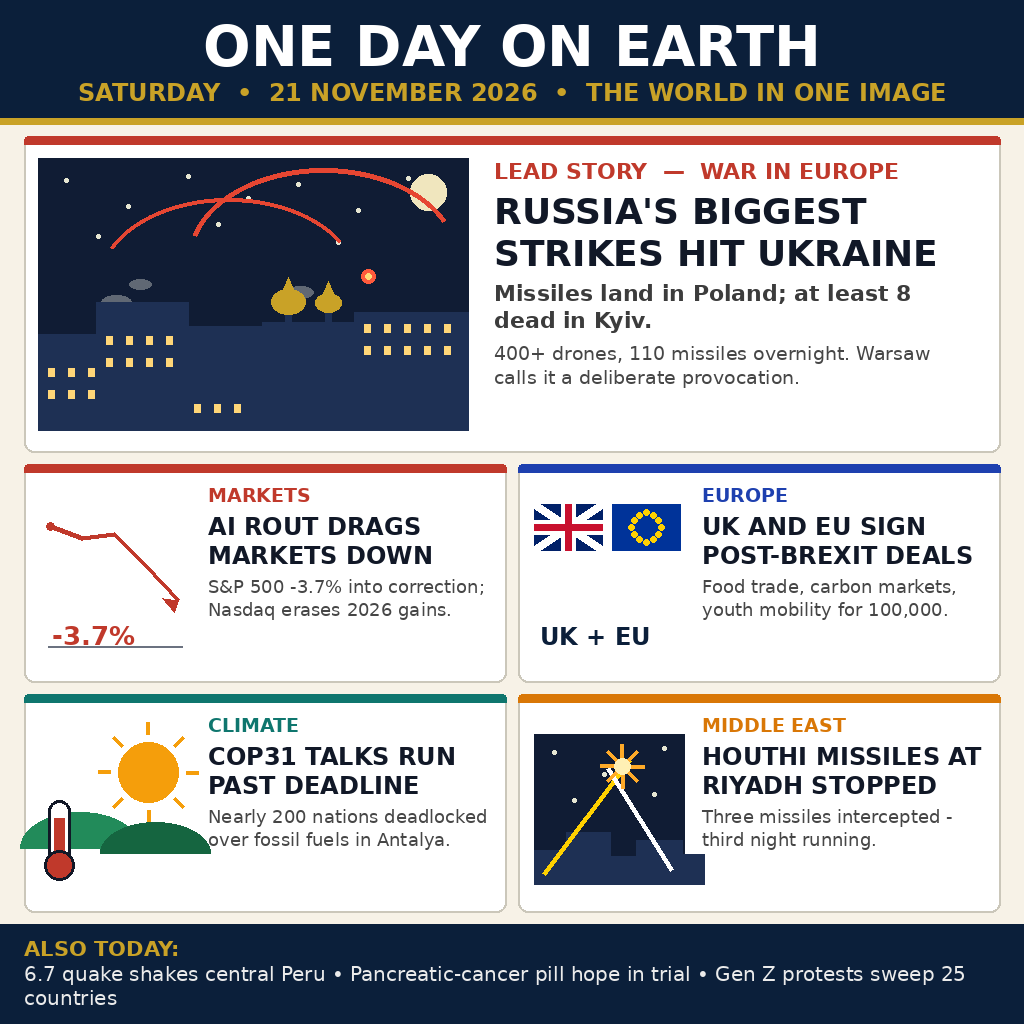 ONE DAY ON EARTH
SATURDAY • 21 NOVEMBER 2026 • THE WORLD IN ONE IMAGE
LEAD STORY — WAR IN EUROPE
RUSSIA'S BIGGEST
STRIKES HIT UKRAINE
Missiles land in Poland; at least 8
dead in Kyiv.
400+ drones, 110 missiles overnight. Warsaw
calls it a deliberate provocation.
MARKETS
AI ROUT DRAGS
MARKETS DOWN
S&P 500 -3.7% into correction;
Nasdaq erases 2026 gains.
-3.7%
EUROPE
UK AND EU SIGN
POST-BREXIT DEALS
Food trade, carbon markets,
youth mobility for 100,000.
UK + EU
CLIMATE
COP31 TALKS RUN
PAST DEADLINE
Nearly 200 nations deadlocked
over fossil fuels in Antalya.
MIDDLE EAST
HOUTHI MISSILES AT
RIYADH STOPPED
Three missiles intercepted -
third night running.
ALSO TODAY:
6.7 quake shakes central Peru • Pancreatic-cancer pill hope in trial • Gen Z protests sweep 25
countries